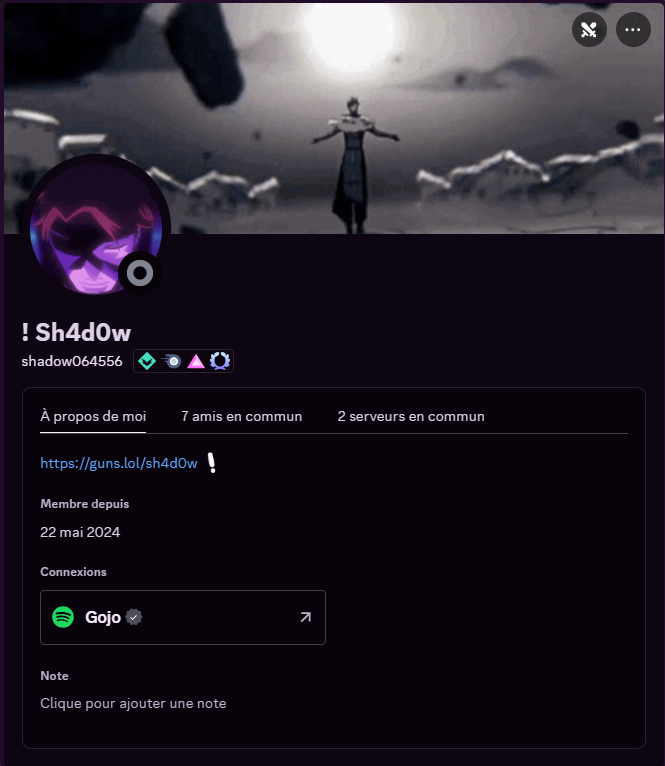 ! Sh4d0w
shadow064556
À propos de moi 7 amis en commun 2 serveurs en commun
https://guns.lol/sh4d0w ❗
Membre depuis
22 mai 2024
Connexions
Gojo
Note
Clique pour ajouter une note